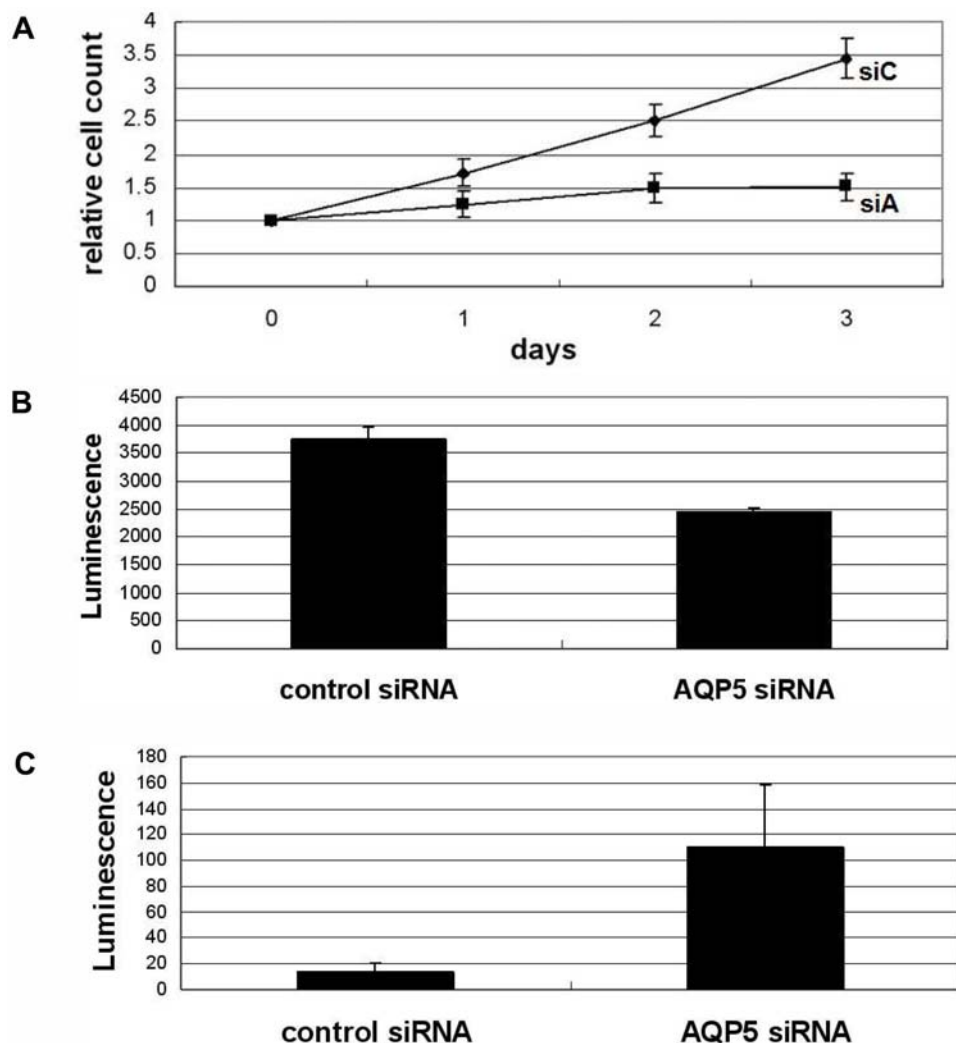 A
relative cell count
4
3.5
3
2.5
2
1.5
1
0.5
0
siC
siA
0 1 2 3
days
B
Luminescence
4500
4000
3500
3000
2500
2000
1500
1000
500
0
control siRNA AQP5 siRNA
C
Luminescence
180
160
140
120
100
80
60
40
20
0
control siRNA AQP5 siRNA